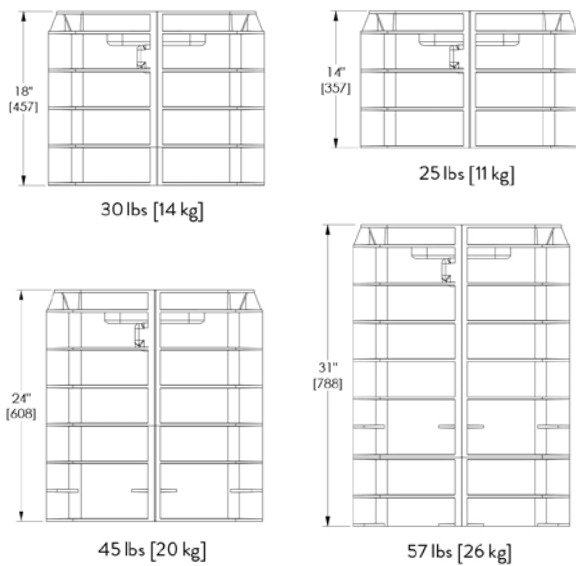 18"
[457]
30 lbs [14 kg]
14"
[357]
25 lbs [11 kg]
24"
[608]
45 lbs [20 kg]
31"
[788]
57 lbs [26 kg]